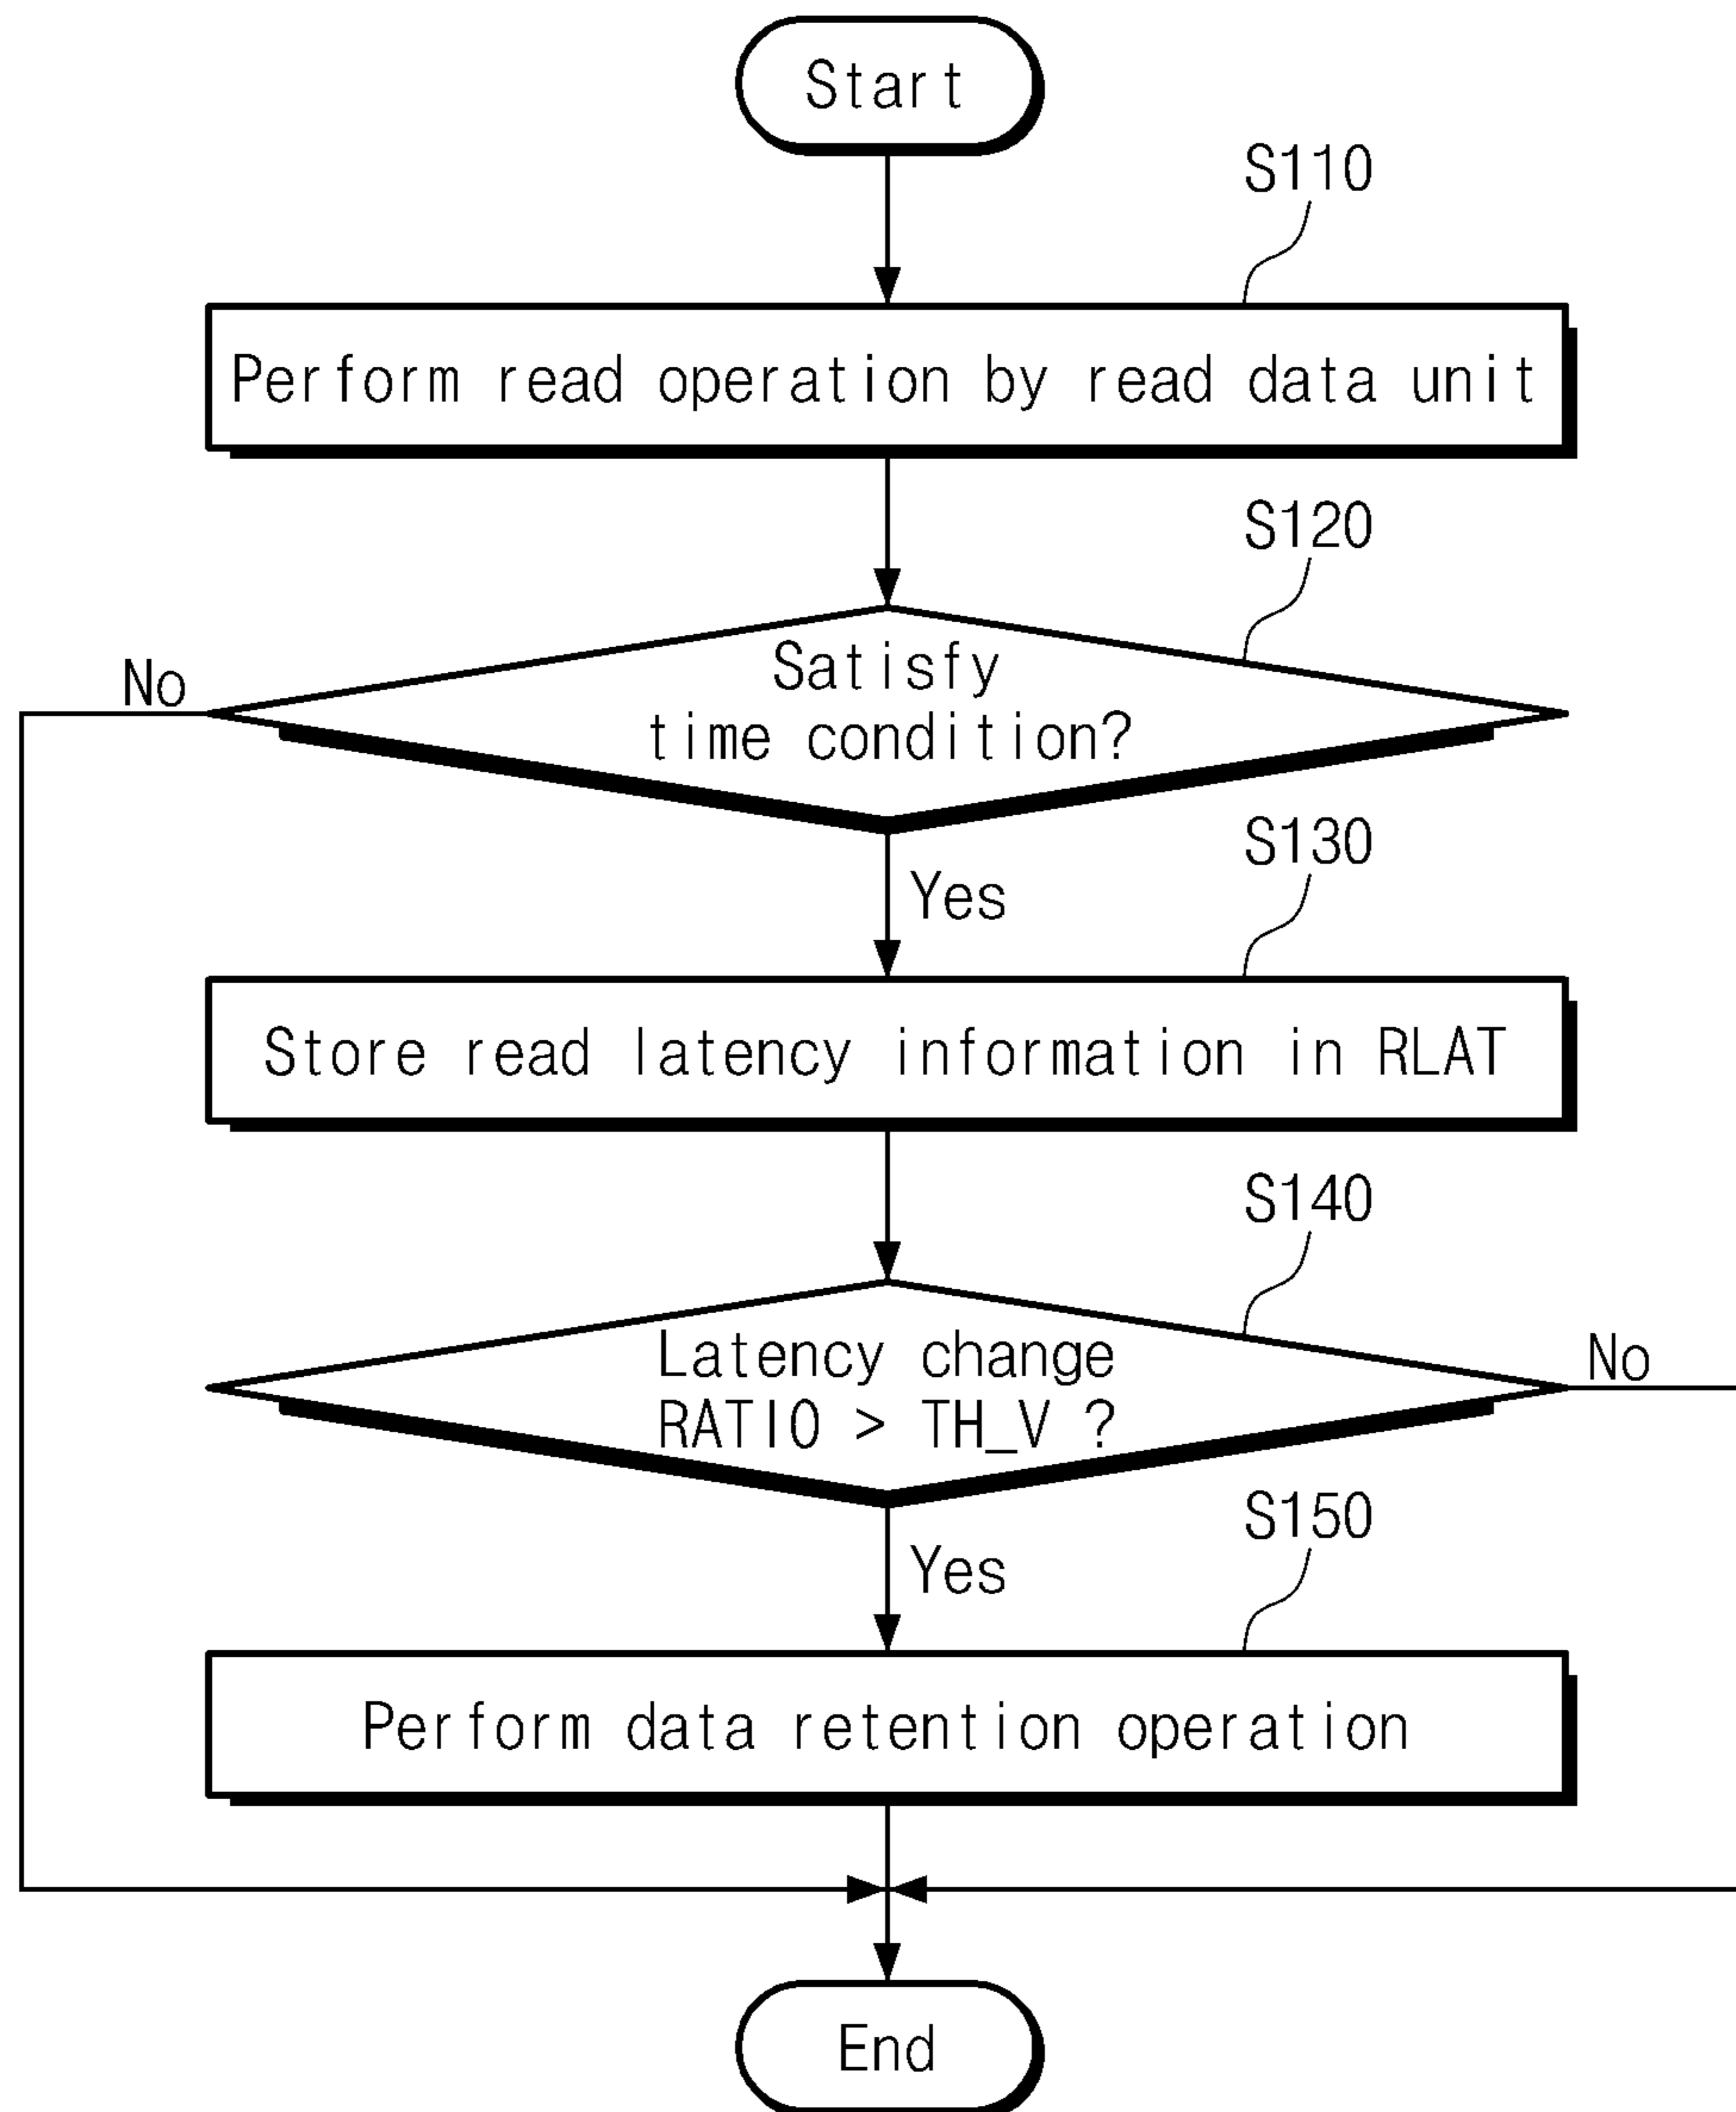 Start
S110
Perform read operation by read data unit
S120
No
Satisfy
time condition?
Yes
S130
Store read latency information in RLAT
S140
Latency change
RATIO > TH_V ?
No
Yes
S150
Perform data retention operation
End